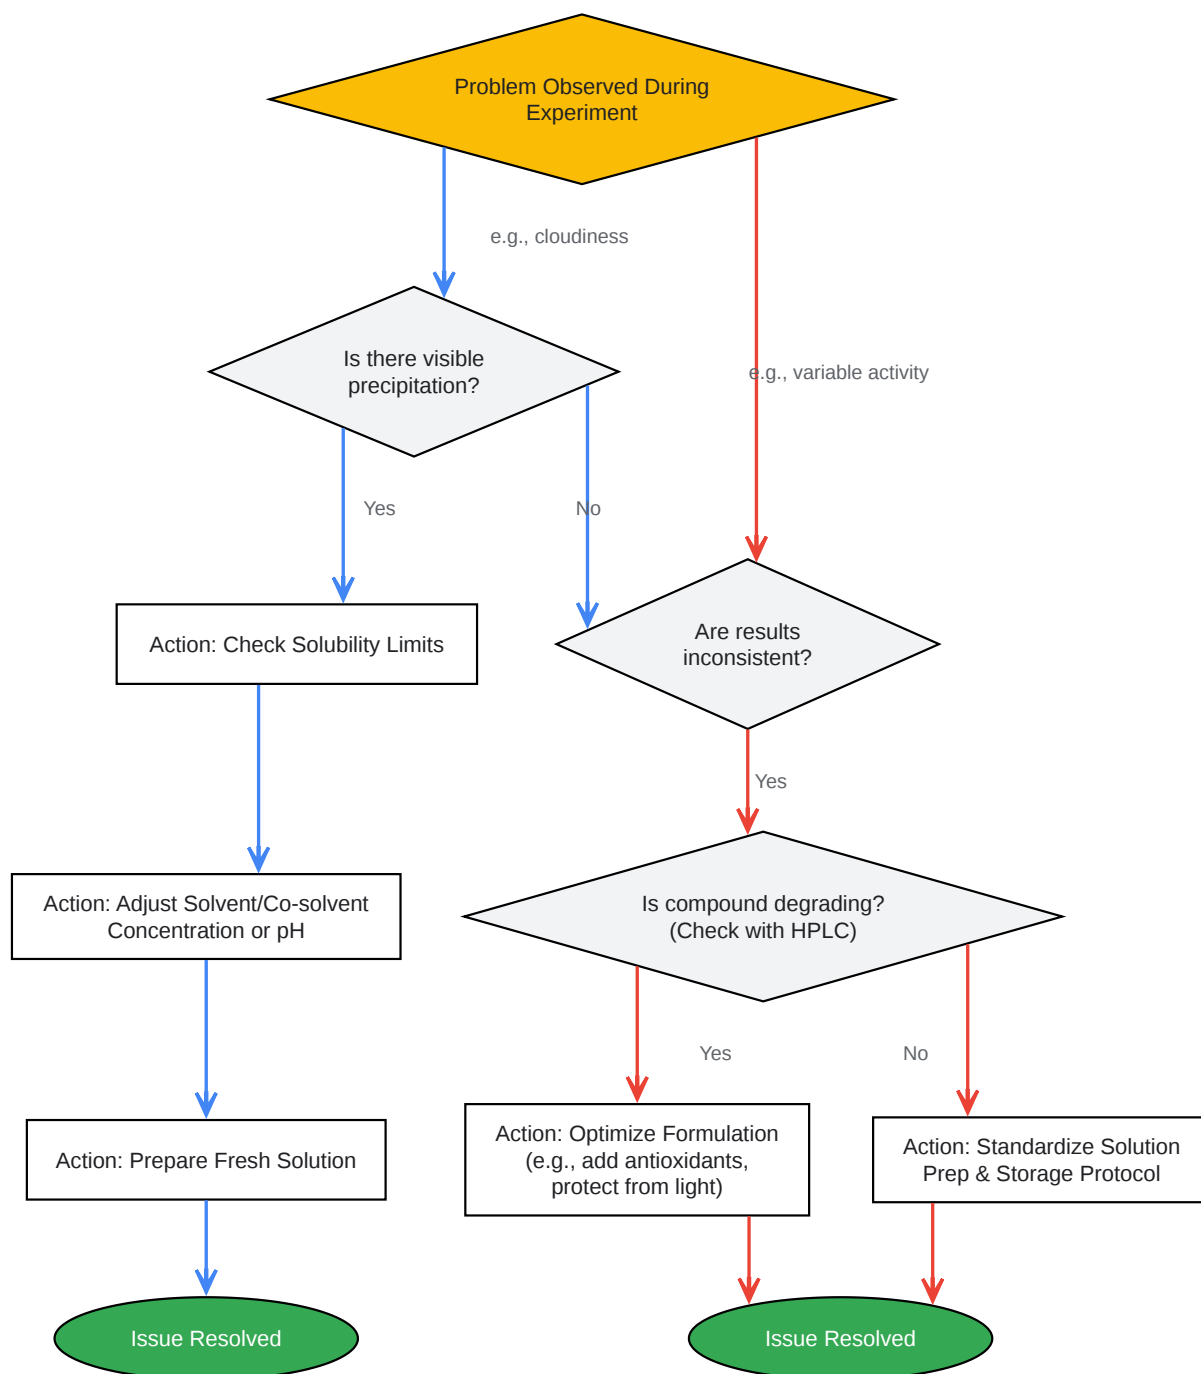 Problem Observed During
Experiment
e.g., cloudiness
Is there visible
precipitation?
e.g., variable activity
Yes
No
Action: Check Solubility Limits
Are results
inconsistent?
Yes
Action: Adjust Solvent/Co-solvent
Concentration or pH
Is compound degrading?
(Check with HPLC)
Yes
No
Action: Prepare Fresh Solution
Action: Optimize Formulation
(e.g., add antioxidants,
protect from light)
Action: Standardize Solution
Prep & Storage Protocol
Issue Resolved
Issue Resolved